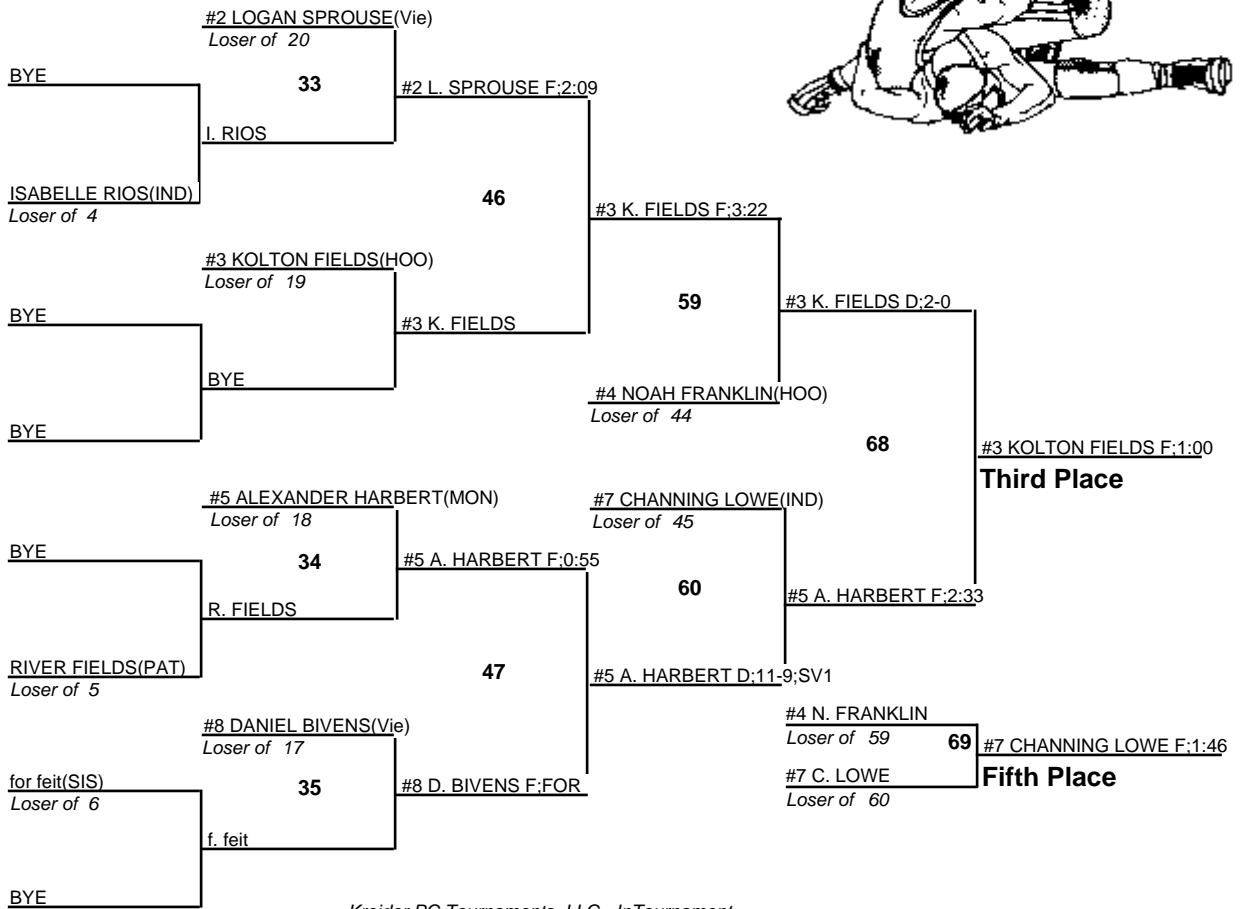 #2 LOGAN SPROUSE(Vie)
Loser of 20
BYE
33
#2 L. SPROUSE F;2:09
I. RIOS
ISABELLE RIOS(IND)
Loser of 4
46
#3 K. FIELDS F;3:22
#3 KOLTON FIELDS(HOO)
Loser of 19
BYE
59
#3 K. FIELDS D;2-0
#3 K. FIELDS
BYE
#4 NOAH FRANKLIN(HOO)
Loser of 44
BYE
68
#3 KOLTON FIELDS F;1:00
Third Place
#5 ALEXANDER HARBERT(MON)
Loser of 18
#7 CHANNING LOWE(IND)
Loser of 45
BYE
34
#5 A. HARBERT F;0:55
60
#5 A. HARBERT F;2:33
R. FIELDS
RIVER FIELDS(PAT)
Loser of 5
47
#5 A. HARBERT D;11-9;SV1
#8 DANIEL BIVENS(Vie)
Loser of 17
#4 N. FRANKLIN
Loser of 59
69
#7 CHANNING LOWE F;1:46
Fifth Place
for feit(SIS)
Loser of 6
35
#8 D. BIVENS F;FOR
#7 C. LOWE
Loser of 60
f. feit
BYE